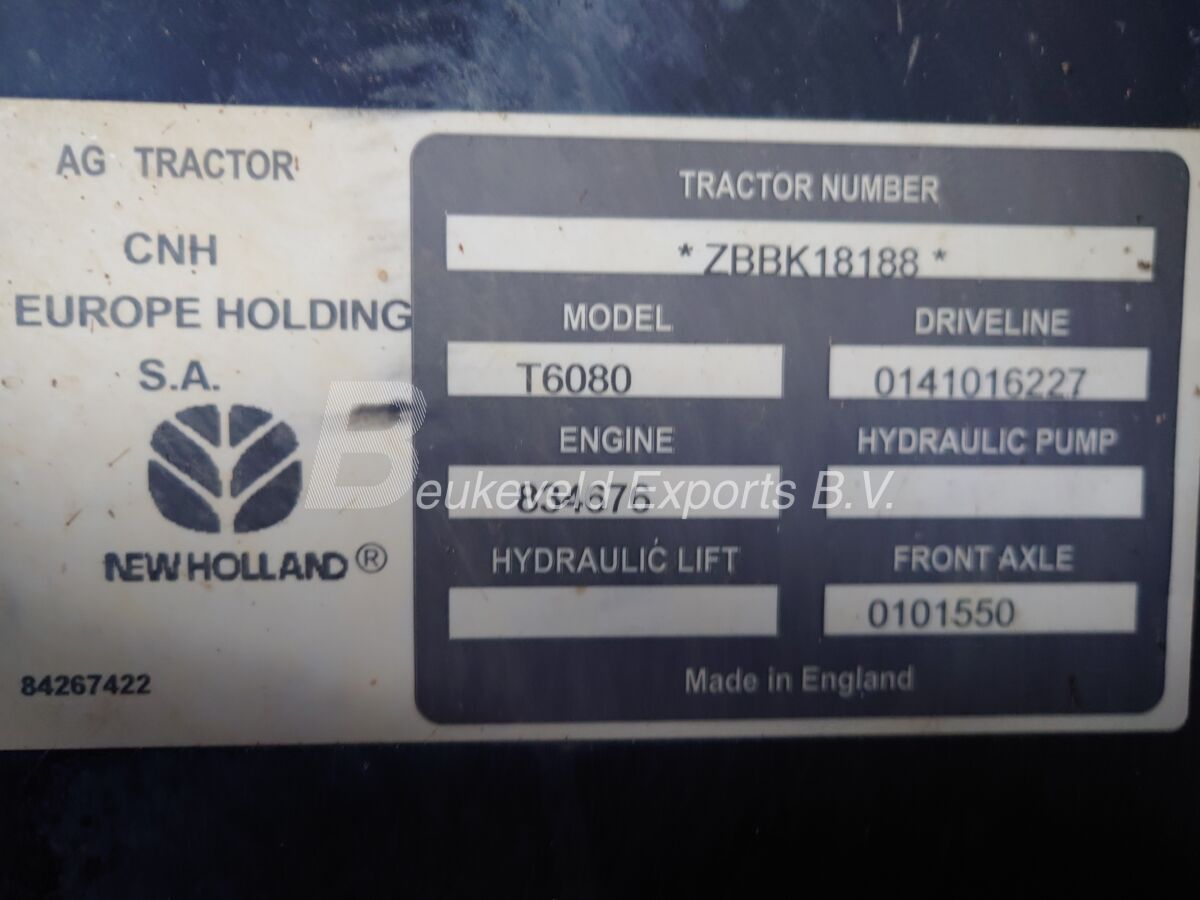 AG TRACTOR
CNH
EUROPE HOLDING
S.A.
NEW HOLLAND ®
84267422
TRACTOR NUMBER
* ZBBK18188 *
MODEL
T6080
DRIVELINE
0141016227
ENGINE
834675
HYDRAULIC PUMP
HYDRAULIC LIFT
FRONT AXLE
0101550
Made in England
Beukeveld Exports B.V.